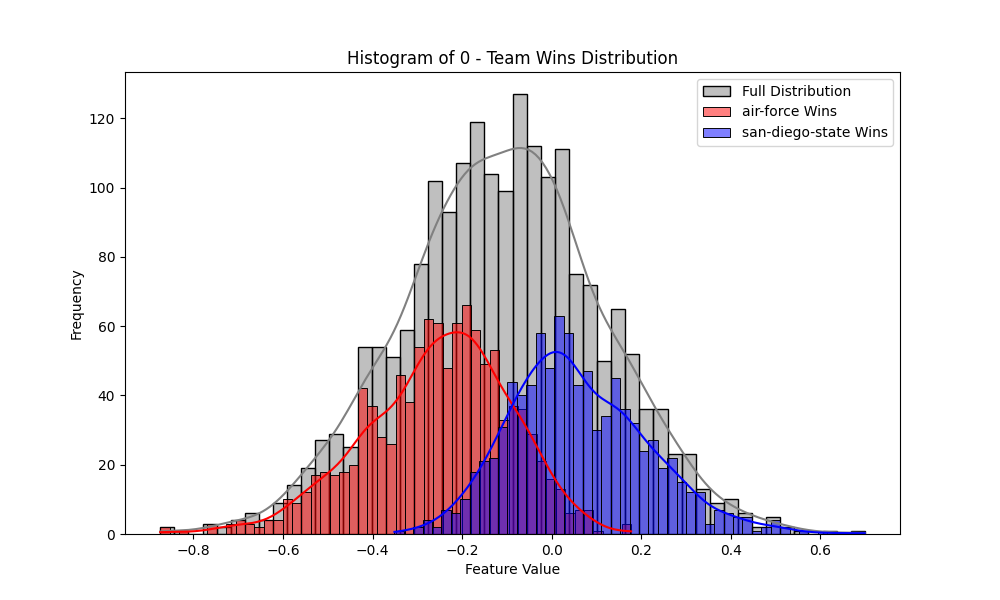 Histogram of 0 - Team Wins Distribution
Full Distribution
air-force Wins
san-diego-state Wins
Frequency
120
100
80
60
40
20
0
−0.8 −0.6 −0.4 −0.2 0.0 0.2 0.4 0.6
Feature Value